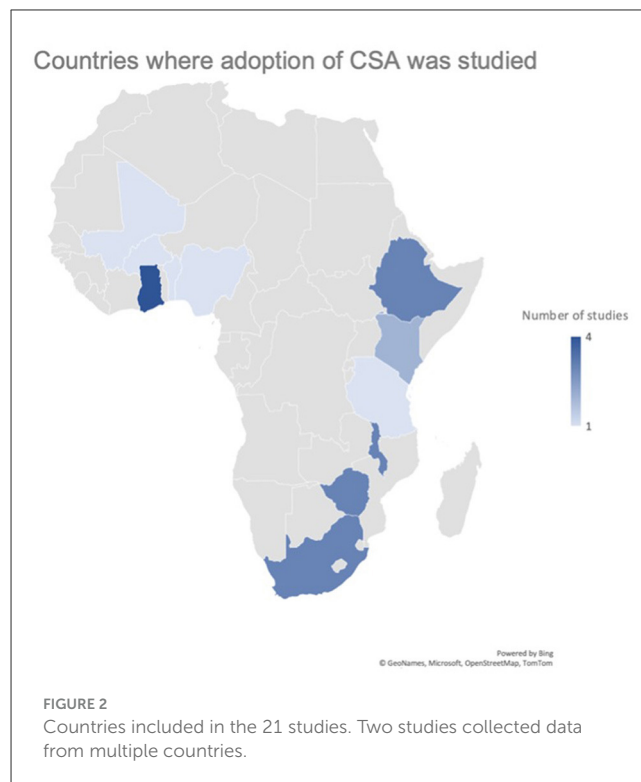 Countries where adoption of CSA was studied
Number of studies
4
1
Powered by Bing
© GeoNames, Microsoft, OpenStreetMap, TomTom
FIGURE 2
Countries included in the 21 studies. Two studies collected data
from multiple countries.